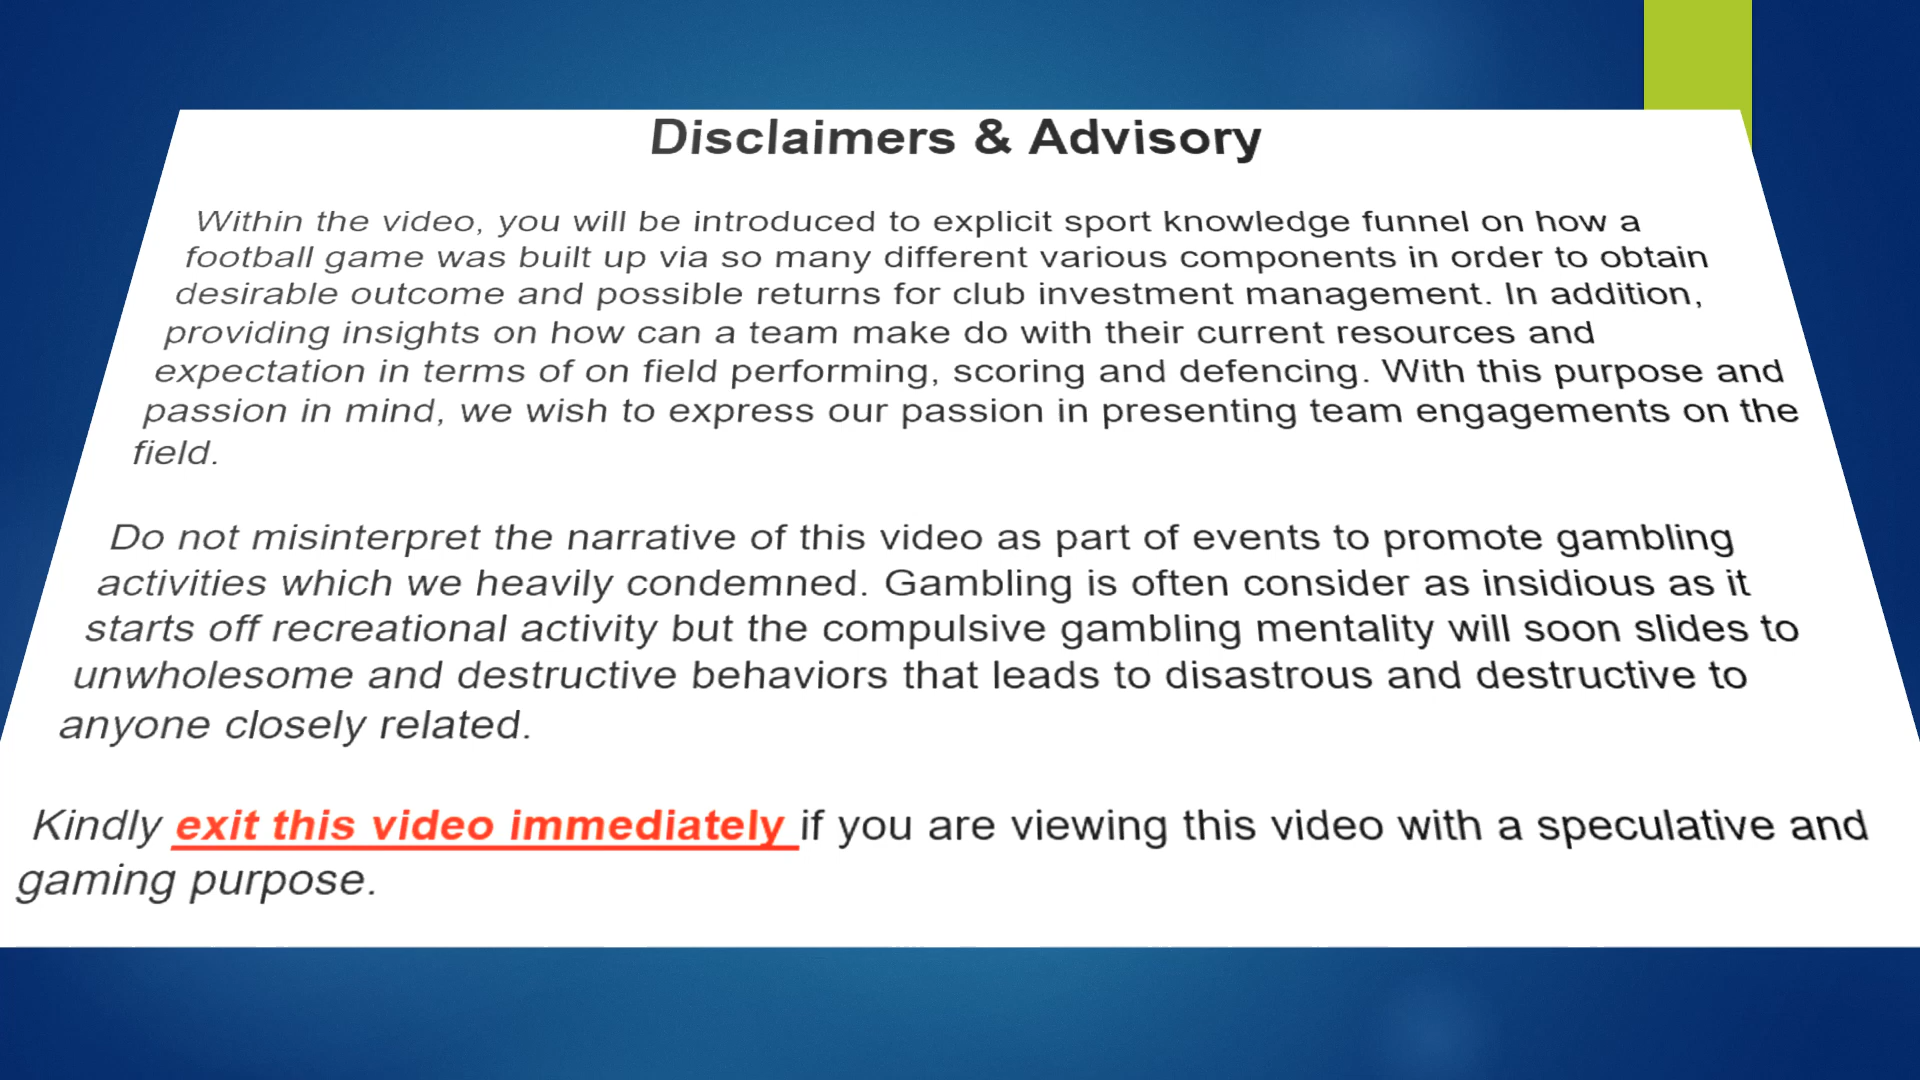 Disclaimers & Advisory
Within the video, you will be introduced to explicit sport knowledge funnel on how a
football game was built up via so many different various components in order to obtain
desirable outcome and possible returns for club investment management. In addition,
providing insights on how can a team make do with their current resources and
expectation in terms of on field performing, scoring and defencing. With this purpose and
passion in mind, we wish to express our passion in presenting team engagements on the
field.
Do not misinterpret the narrative of this video as part of events to promote gambling
activities which we heavily condemned. Gambling is often consider as insidious as it
starts off recreational activity but the compulsive gambling mentality will soon slides to
unwholesome and destructive behaviors that leads to disastrous and destructive to
anyone closely related.
Kindly exit this video immediately if you are viewing this video with a speculative and
gaming purpose.